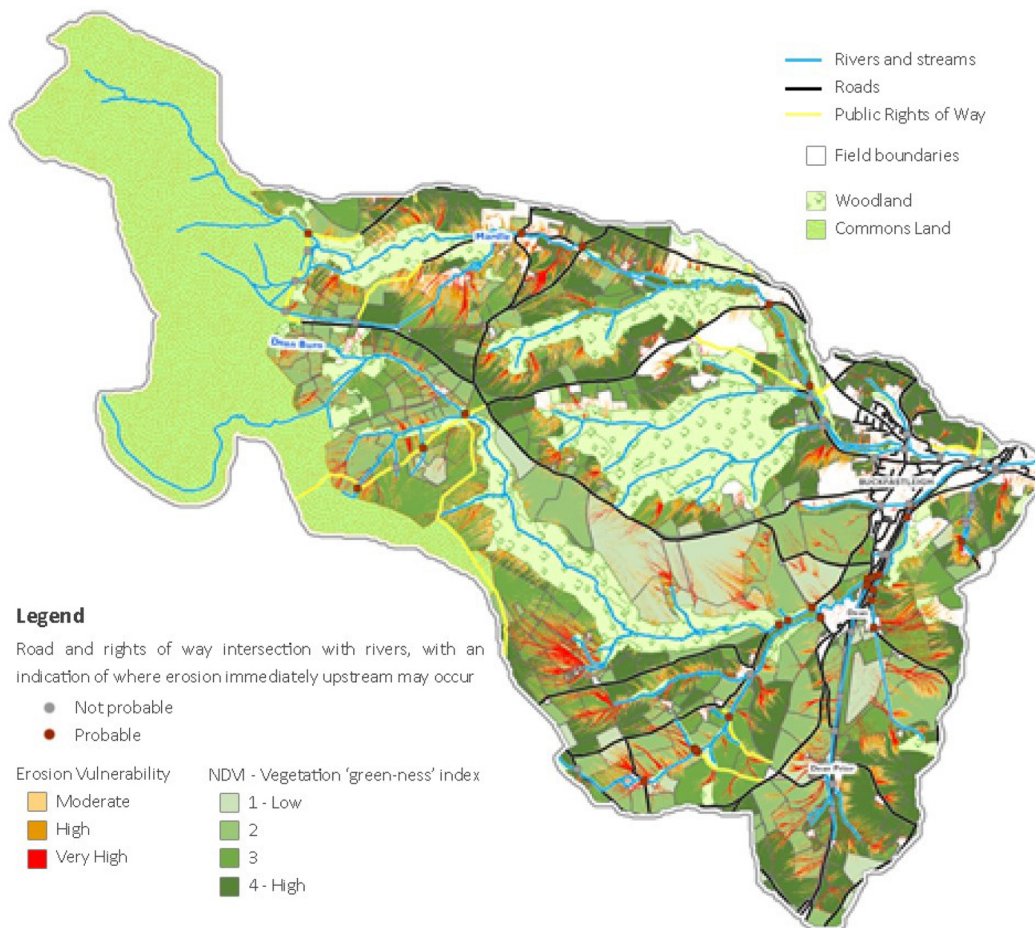 Rivers and streams
Roads
Public Rights of Way
Field boundaries
Woodland
Commons Land
Mardle
Dean Burn
BUCKFASTLEIGH
Dean
Dean Prior
Legend
Road and rights of way intersection with rivers, with an
indication of where erosion immediately upstream may occur
Not probable
Probable
Erosion Vulnerability
Moderate
High
Very High
NDVI - Vegetation ‘green-ness’ index
1 - Low
2
3
4 - High